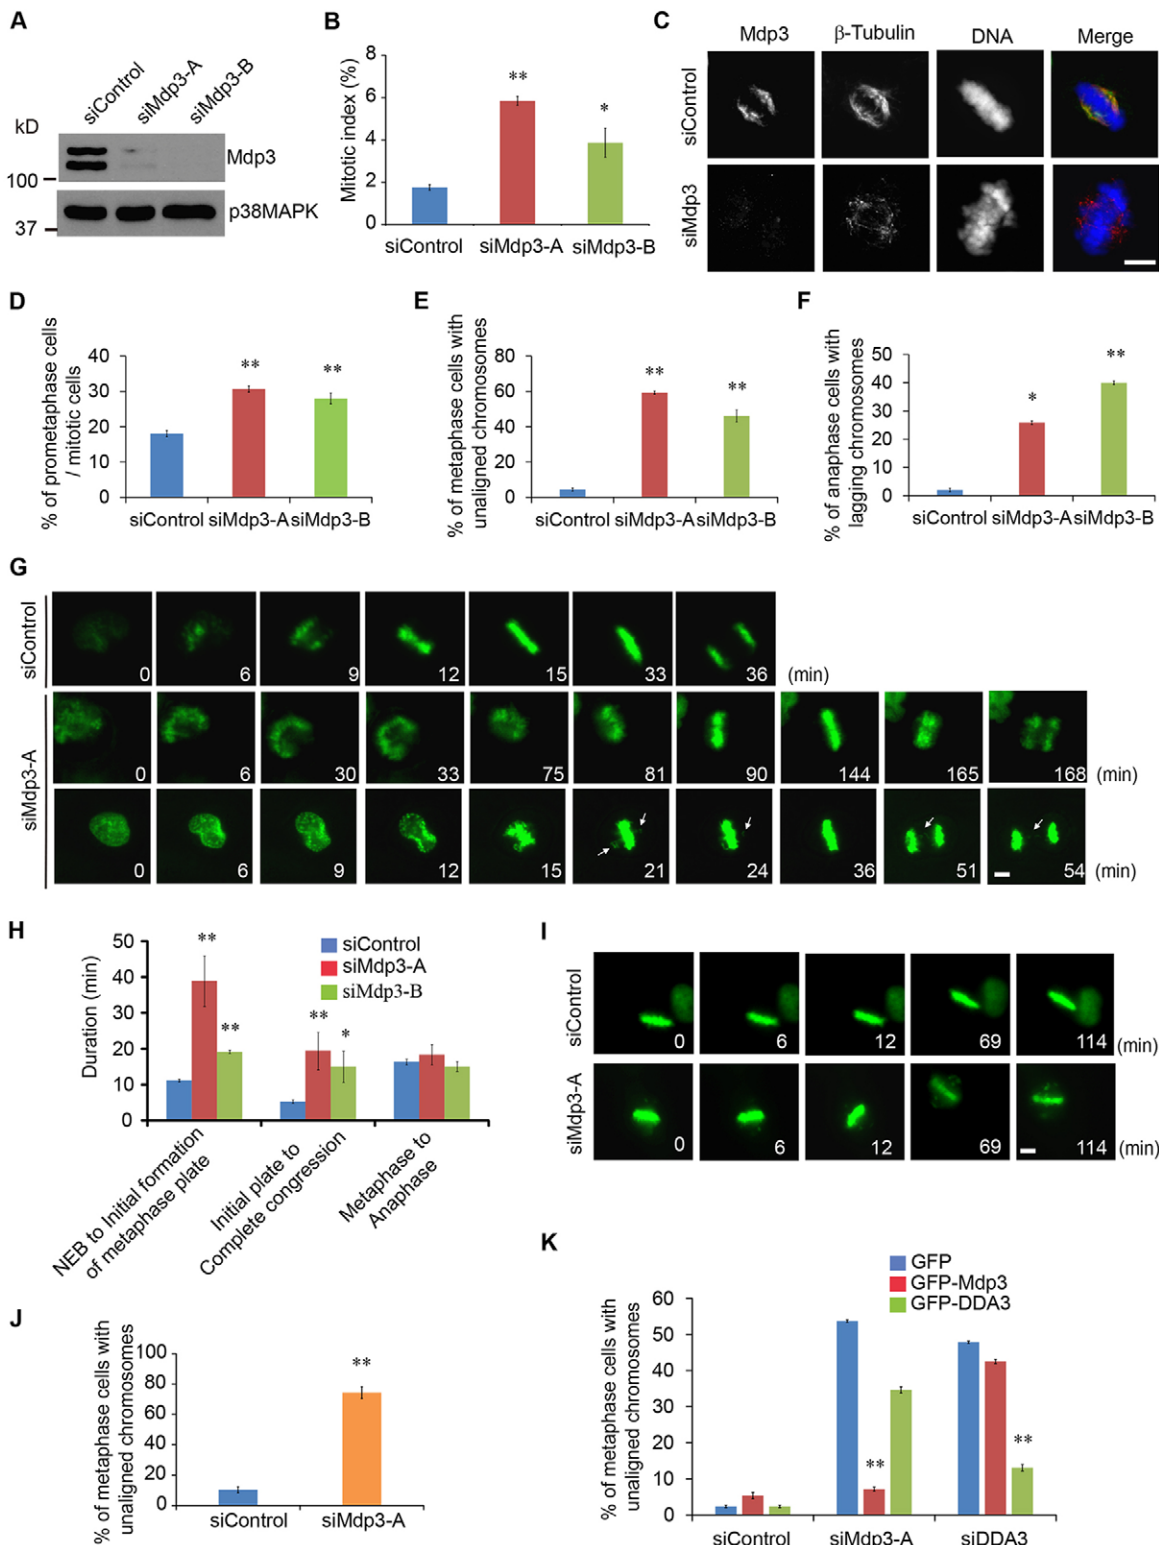 A
siControl
siMdp3-A
siMdp3-B
kD
Mdp3
100
p38MAPK
37
B
Mitotic index (%)
8
6
4
2
0
**
*
siControl siMdp3-A siMdp3-B
C
Mdp3 β-Tubulin DNA Merge
siControl
siMdp3
D
% of prometaphase cells
/ mitotic cells
40
30
20
10
0
** **
siControl siMdp3-A siMdp3-B
E
% of metaphase cells with
unaligned chromosomes
80
60
40
20
0
** **
siControl siMdp3-A siMdp3-B
F
% of anaphase cells with
lagging chromosomes
50
40
30
20
10
0
* **
siControl siMdp3-A siMdp3-B
G
siControl
0 6 9 12 15 33 36 (min)
siMdp3-A
0 6 30 33 75 81 90 144 165 168 (min)
0 6 9 12 15 21 24 36 51 54 (min)
H
Duration (min)
50
40
30
20
10
0
siControl
siMdp3-A
siMdp3-B
** ** ** *
NEB to Initial formation
of metaphase plate
Initial plate to
Complete congression
Metaphase to
Anaphase
I
siControl
0 6 12 69 114 (min)
siMdp3-A
0 6 12 69 114 (min)
J
% of metaphase cells with
unaligned chromosomes
100
80
60
40
20
0
**
siControl siMdp3-A
K
GFP
GFP-Mdp3
GFP-DDA3
% of metaphase cells with
unaligned chromosomes
60
50
40
30
20
10
0
** **
siControl siMdp3-A siDDA3